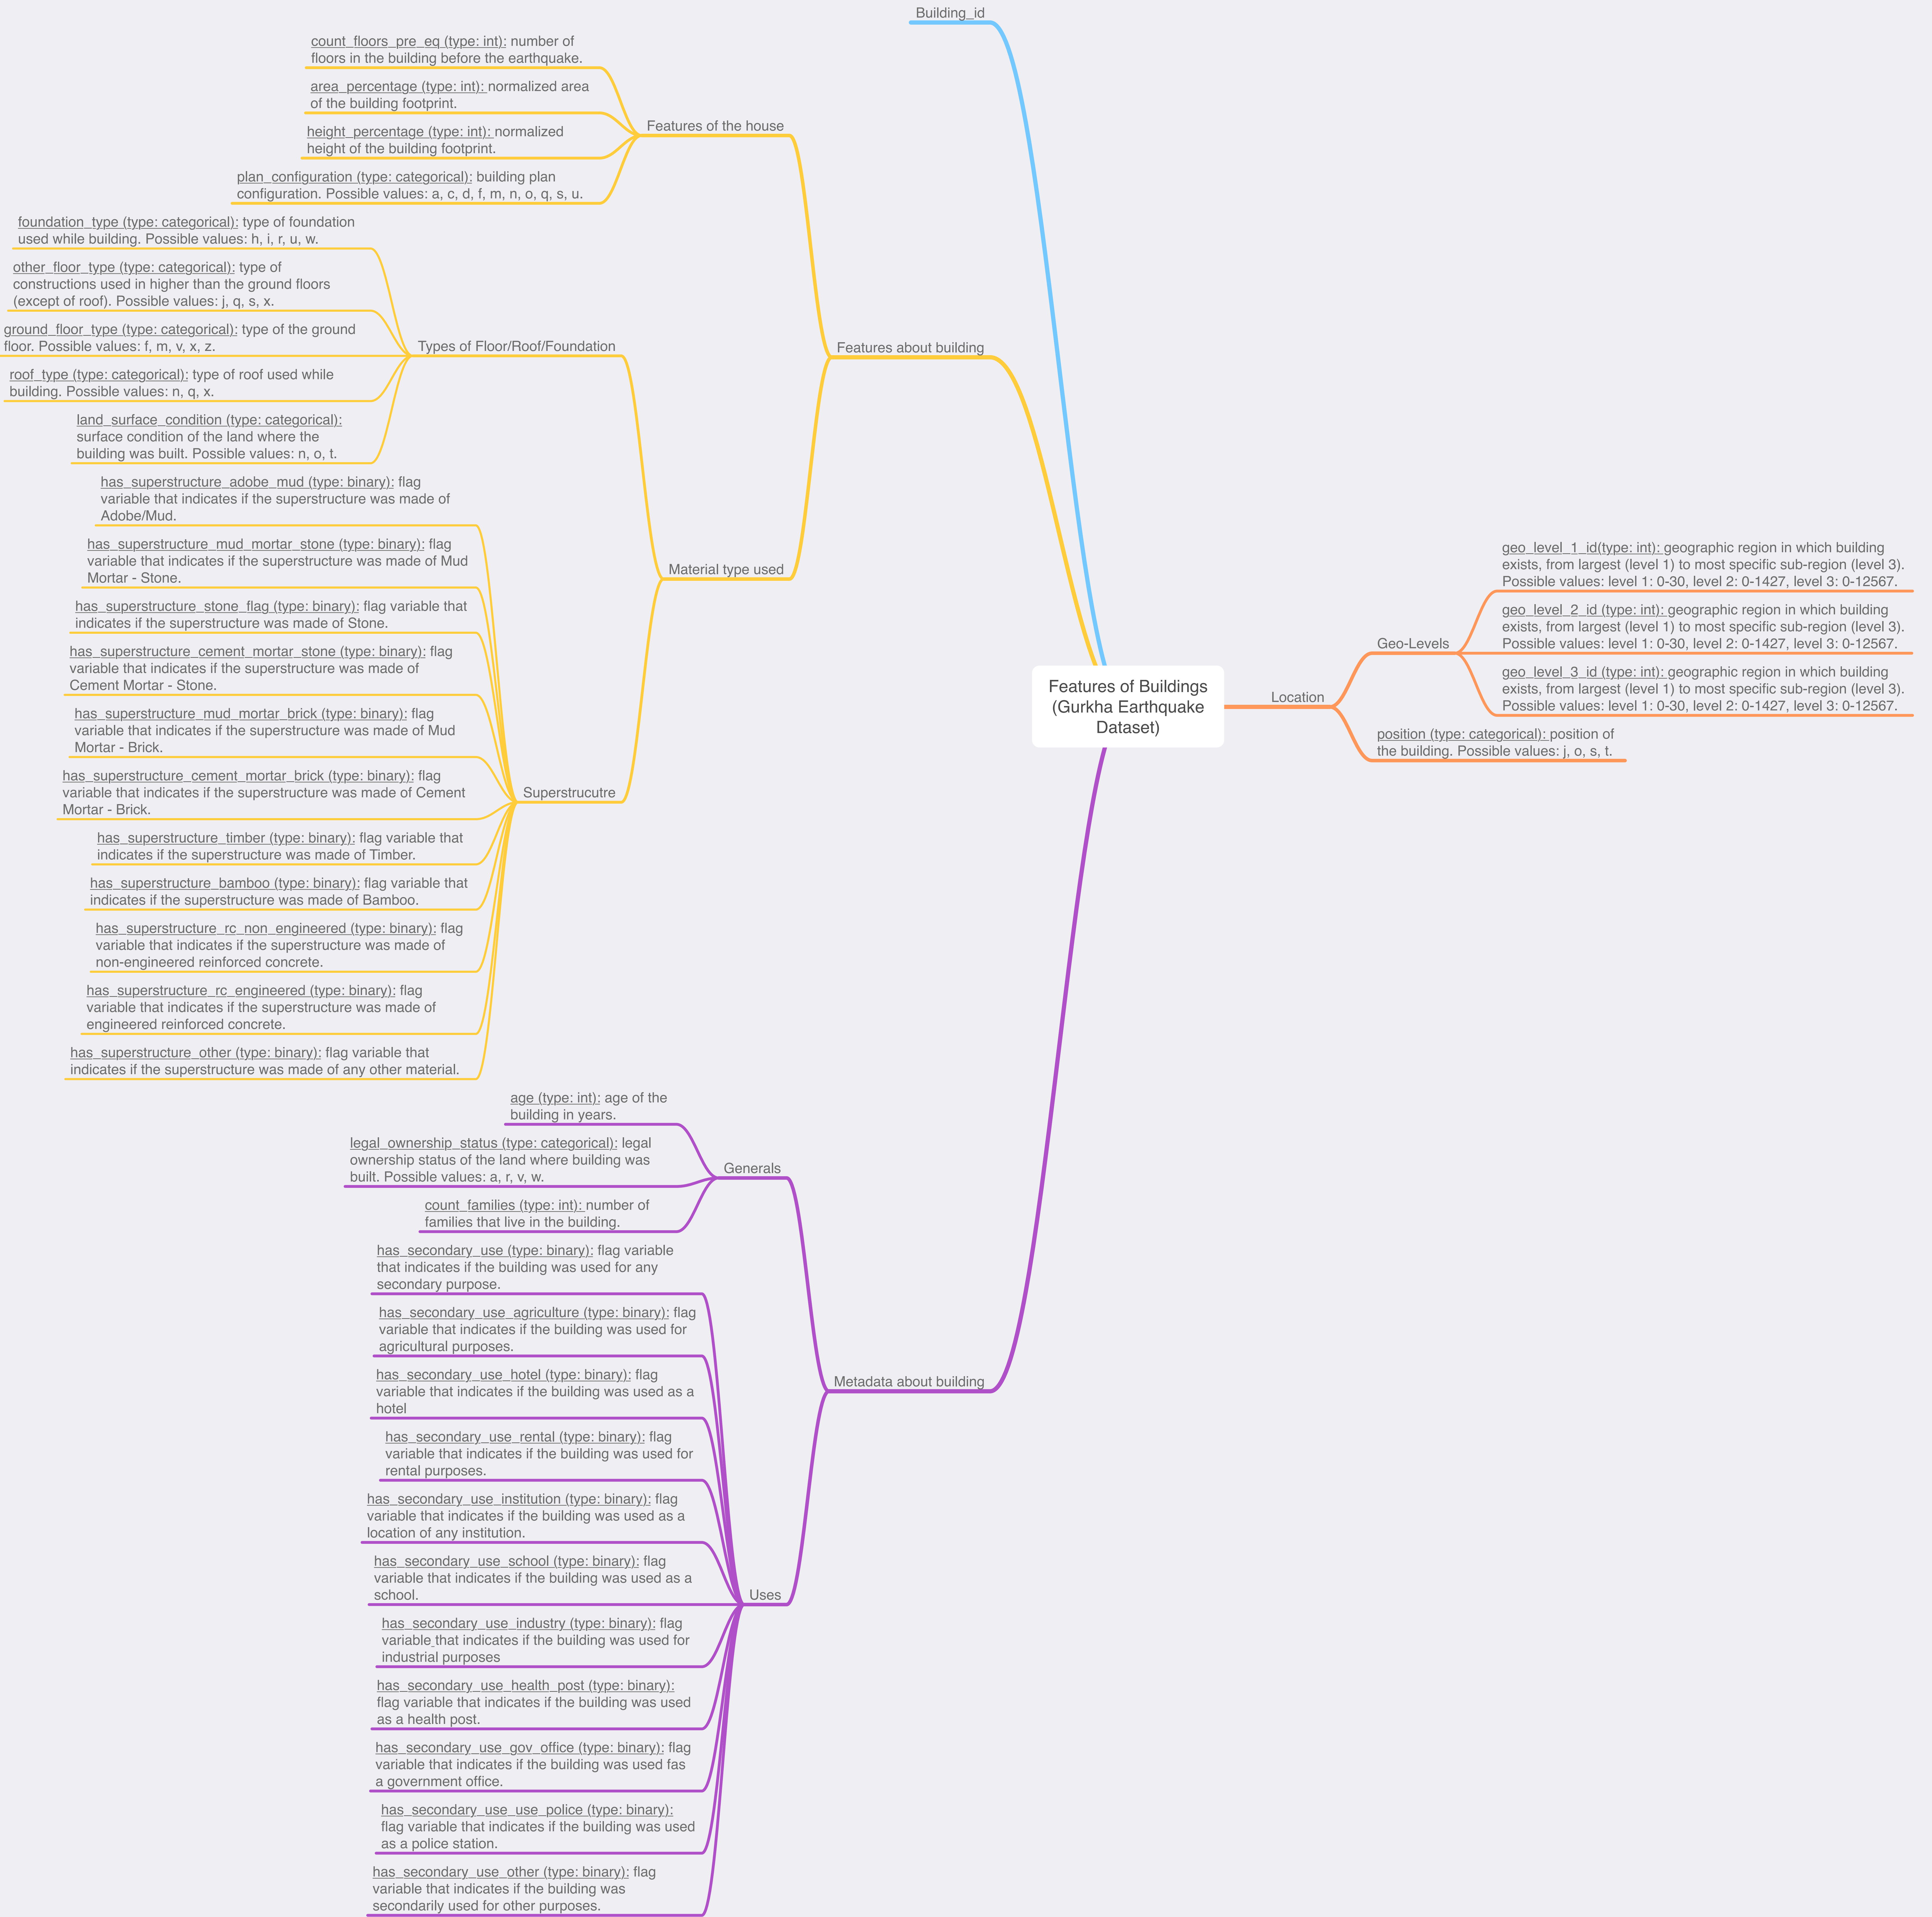 Building_id
count_floors_pre_eq (type: int): number of
floors in the building before the earthquake.
area_percentage (type: int): normalized area
of the building footprint.
height_percentage (type: int): normalized
height of the building footprint.
plan_configuration (type: categorical): building plan
configuration. Possible values: a, c, d, f, m, n, o, q, s, u.
Features of the house
foundation_type (type: categorical): type of foundation
used while building. Possible values: h, i, r, u, w.
other_floor_type (type: categorical): type of
constructions used in higher than the ground floors
(except of roof). Possible values: j, q, s, x.
ground_floor_type (type: categorical): type of the ground
floor. Possible values: f, m, v, x, z.
roof_type (type: categorical): type of roof used while
building. Possible values: n, q, x.
land_surface_condition (type: categorical):
surface condition of the land where the
building was built. Possible values: n, o, t.
Types of Floor/Roof/Foundation
Features about building
has_superstructure_adobe_mud (type: binary): flag
variable that indicates if the superstructure was made of
Adobe/Mud.
has_superstructure_mud_mortar_stone (type: binary): flag
variable that indicates if the superstructure was made of Mud
Mortar - Stone.
has_superstructure_stone_flag (type: binary): flag variable that
indicates if the superstructure was made of Stone.
has_superstructure_cement_mortar_stone (type: binary): flag
variable that indicates if the superstructure was made of
Cement Mortar - Stone.
has_superstructure_mud_mortar_brick (type: binary): flag
variable that indicates if the superstructure was made of Mud
Mortar - Brick.
has_superstructure_cement_mortar_brick (type: binary): flag
variable that indicates if the superstructure was made of Cement
Mortar - Brick.
has_superstructure_timber (type: binary): flag variable that
indicates if the superstructure was made of Timber.
has_superstructure_bamboo (type: binary): flag variable that
indicates if the superstructure was made of Bamboo.
has_superstructure_rc_non_engineered (type: binary): flag
variable that indicates if the superstructure was made of
non-engineered reinforced concrete.
has_superstructure_rc_engineered (type: binary): flag
variable that indicates if the superstructure was made of
engineered reinforced concrete.
has_superstructure_other (type: binary): flag variable that
indicates if the superstructure was made of any other material.
Superstrucutre
Material type used
Features of Buildings
(Gurkha Earthquake
Dataset)
Location
Geo-Levels
geo_level_1_id(type: int): geographic region in which building
exists, from largest (level 1) to most specific sub-region (level 3).
Possible values: level 1: 0-30, level 2: 0-1427, level 3: 0-12567.
geo_level_2_id (type: int): geographic region in which building
exists, from largest (level 1) to most specific sub-region (level 3).
Possible values: level 1: 0-30, level 2: 0-1427, level 3: 0-12567.
geo_level_3_id (type: int): geographic region in which building
exists, from largest (level 1) to most specific sub-region (level 3).
Possible values: level 1: 0-30, level 2: 0-1427, level 3: 0-12567.
position (type: categorical): position of
the building. Possible values: j, o, s, t.
age (type: int): age of the
building in years.
legal_ownership_status (type: categorical): legal
ownership status of the land where building was
built. Possible values: a, r, v, w.
count_families (type: int): number of
families that live in the building.
Generals
has_secondary_use (type: binary): flag variable
that indicates if the building was used for any
secondary purpose.
has_secondary_use_agriculture (type: binary): flag
variable that indicates if the building was used for
agricultural purposes.
has_secondary_use_hotel (type: binary): flag
variable that indicates if the building was used as a
hotel
has_secondary_use_rental (type: binary): flag
variable that indicates if the building was used for
rental purposes.
has_secondary_use_institution (type: binary): flag
variable that indicates if the building was used as a
location of any institution.
has_secondary_use_school (type: binary): flag
variable that indicates if the building was used as a
school.
has_secondary_use_industry (type: binary): flag
variable that indicates if the building was used for
industrial purposes
has_secondary_use_health_post (type: binary):
flag variable that indicates if the building was used
as a health post.
has_secondary_use_gov_office (type: binary): flag
variable that indicates if the building was used fas
a government office.
has_secondary_use_use_police (type: binary):
flag variable that indicates if the building was used
as a police station.
has_secondary_use_other (type: binary): flag
variable that indicates if the building was
secondarily used for other purposes.
Uses
Metadata about building